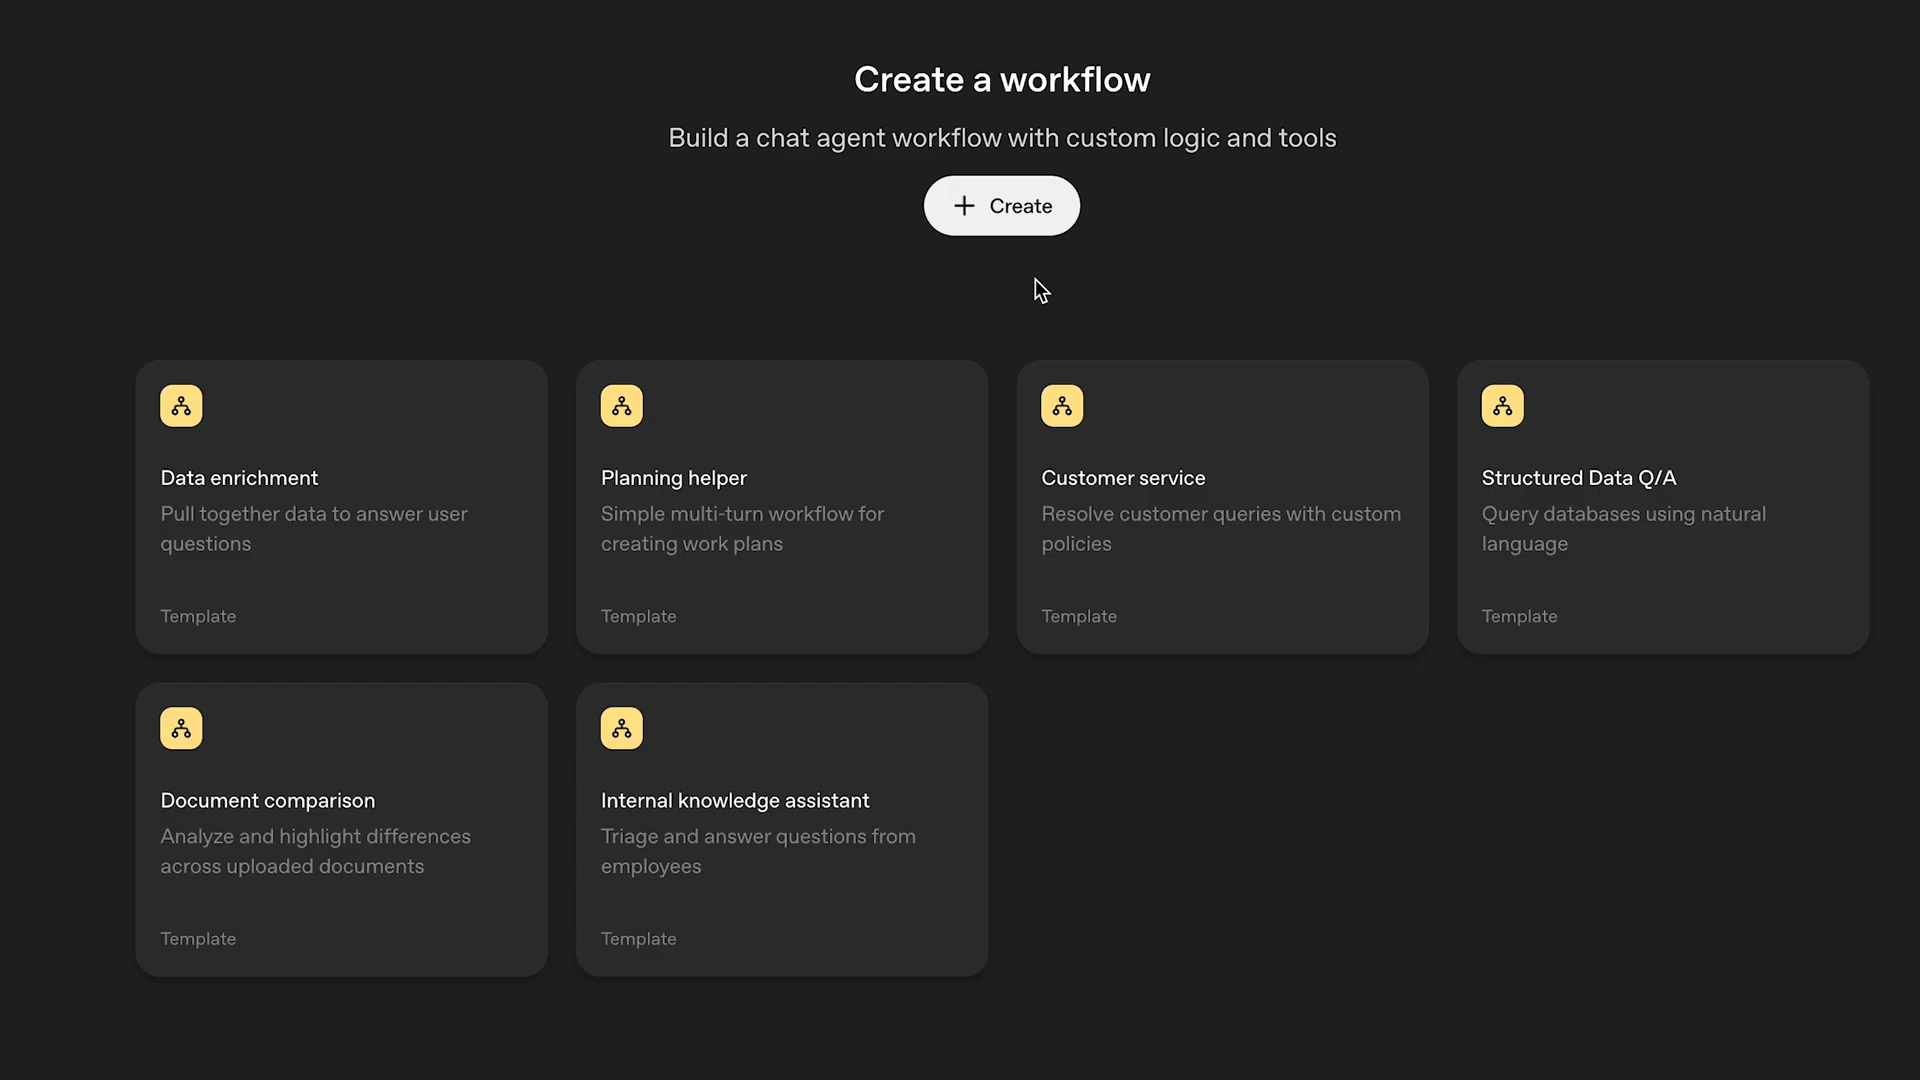 Create a workflow
Build a chat agent workflow with custom logic and tools
Create
Data enrichment
Pull together data to answer user
questions
Template
Planning helper
Simple multi-turn workflow for
creating work plans
Template
Customer service
Resolve customer queries with custom
policies
Template
Structured Data Q/A
Query databases using natural
language
Template
Document comparison
Analyze and highlight differences
across uploaded documents
Template
Internal knowledge assistant
Triage and answer questions from
employees
Template